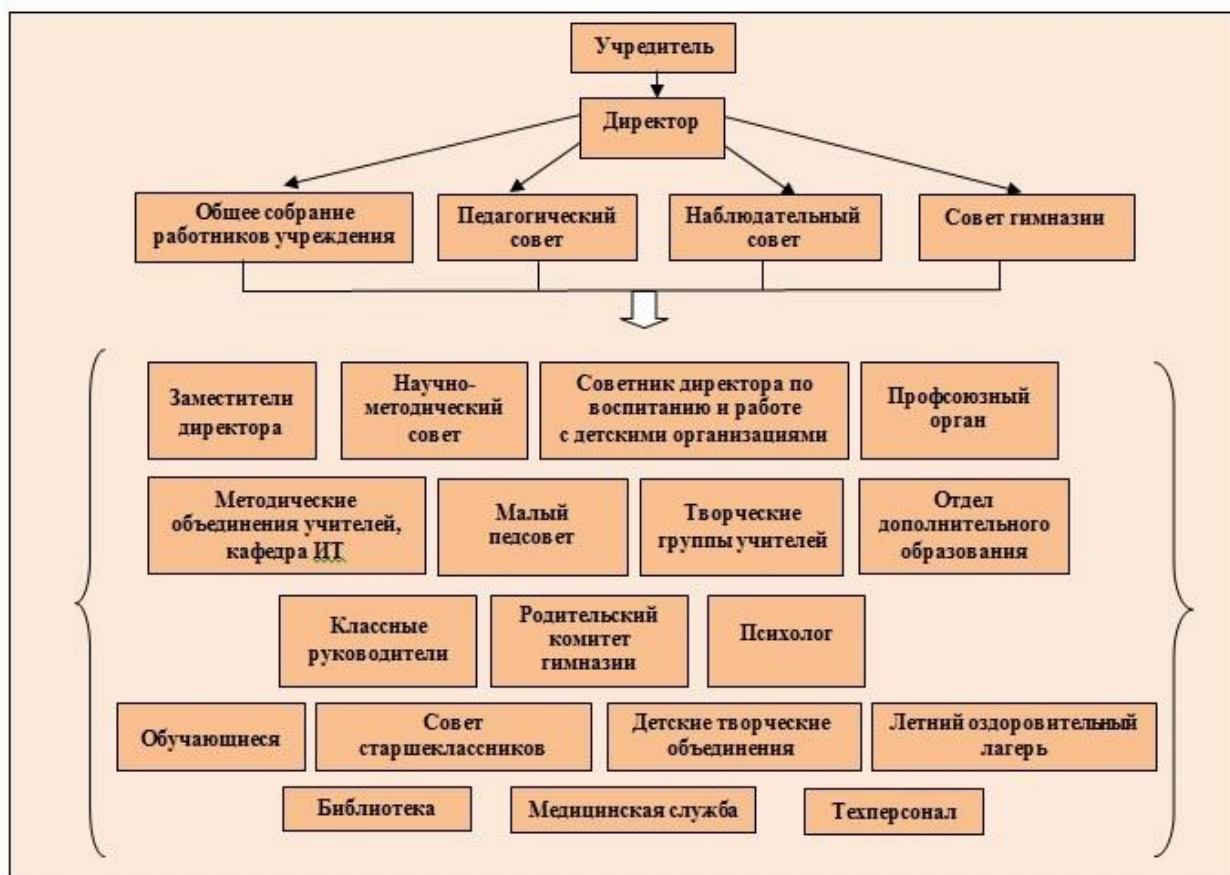 Учредитель
Директор
Общее собрание
работников учреждения
Педагогический
совет
Наблюдательный
совет
Совет гимназии
Заместители
директора
Научно-
методический
совет
Советник директора по
воспитанию и работе
с детскими организациями
Профсоюзный
орган
Методические
объединения учителей,
кафедра ИТ
Малый
педсовет
Творческие
группы учителей
Отдел
дополнительного
образования
Классные
руководители
Родительский
комитет
гимназии
Психолог
Обучающиеся
Совет
старшеклассников
Детские творческие
объединения
Летний оздоровительный
лагерь
Библиотека
Медицинская служба
Техперсонал